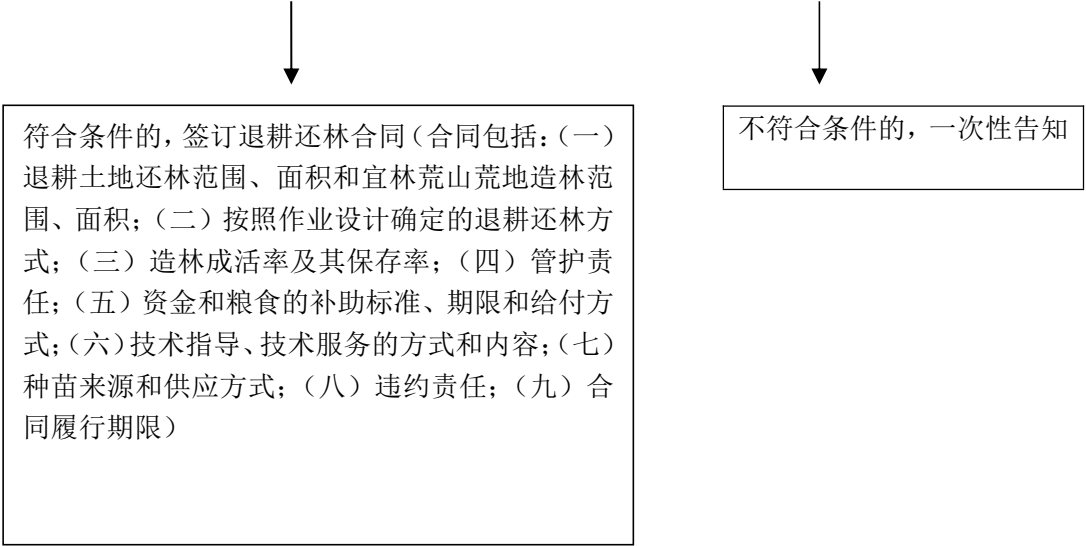 符合条件的，签订退耕还林合同（合同包括：（一）
退耕土地还林范围、面积和宜林荒山荒地造林范
围、面积；（二）按照作业设计确定的退耕还林方
式；（三）造林成活率及其保存率；（四）管护责
任；（五）资金和粮食的补助标准、期限和给付方
式；（六）技术指导、技术服务的方式和内容；（七）
种苗来源和供应方式；（八）违约责任；（九）合
同履行期限）
不符合条件的，一次性告知